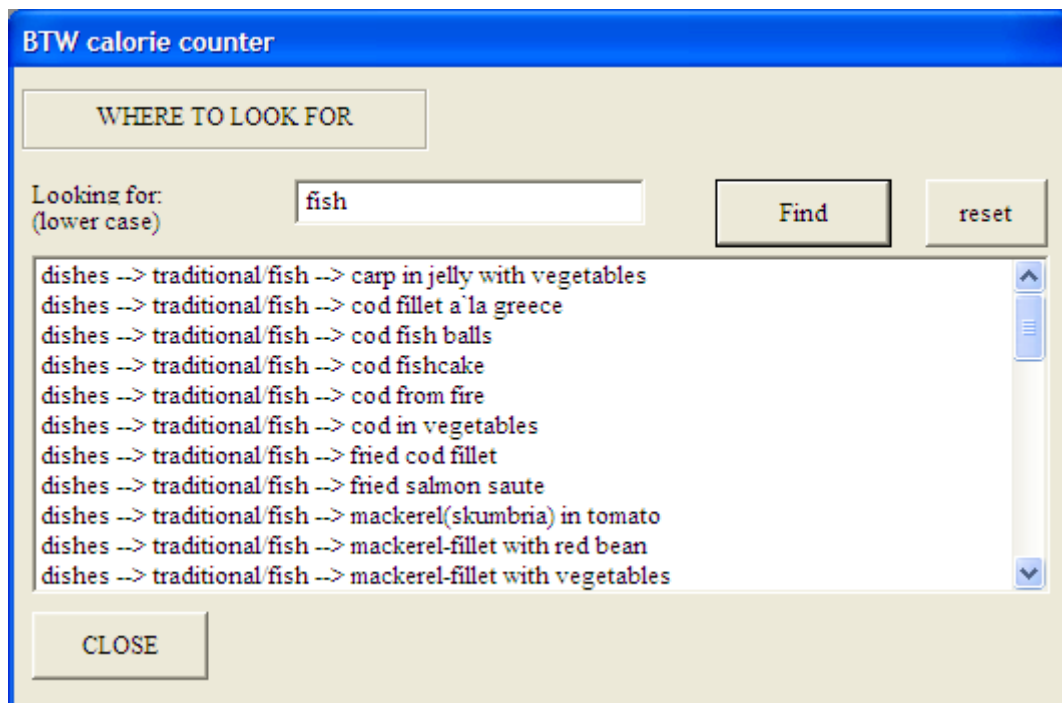 BTW calorie counter
WHERE TO LOOK FOR
Looking for:
(lower case)
fish
Find
reset
dishes --> traditional/fish --> carp in jelly with vegetables
dishes --> traditional/fish --> cod fillet a`la greece
dishes --> traditional/fish --> cod fish balls
dishes --> traditional/fish --> cod fishcake
dishes --> traditional/fish --> cod from fire
dishes --> traditional/fish --> cod in vegetables
dishes --> traditional/fish --> fried cod fillet
dishes --> traditional/fish --> fried salmon saute
dishes --> traditional/fish --> mackerel(skumbria) in tomato
dishes --> traditional/fish --> mackerel-fillet with red bean
dishes --> traditional/fish --> mackerel-fillet with vegetables
CLOSE